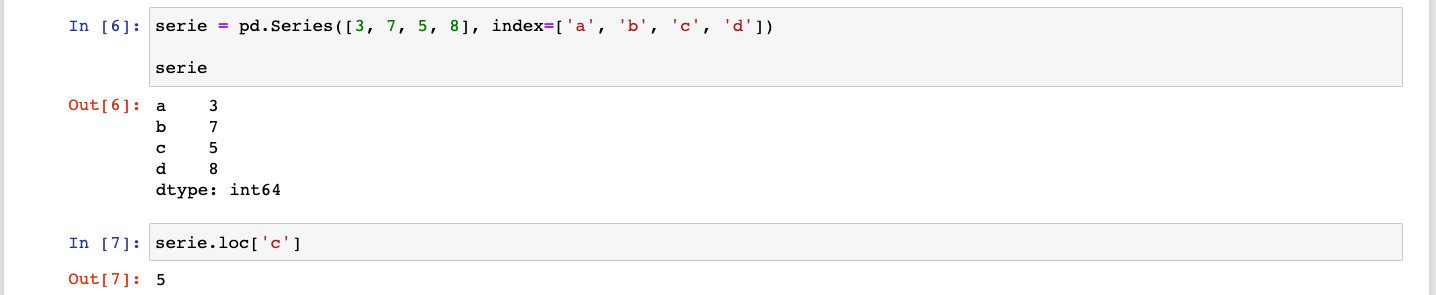 In [6]: serie = pd.Series([3, 7, 5, 8], index=['a', 'b', 'c', 'd'])
serie
Out[6]: a    3
b    7
c    5
d    8
dtype: int64
In [7]: serie.loc['c']
Out[7]: 5